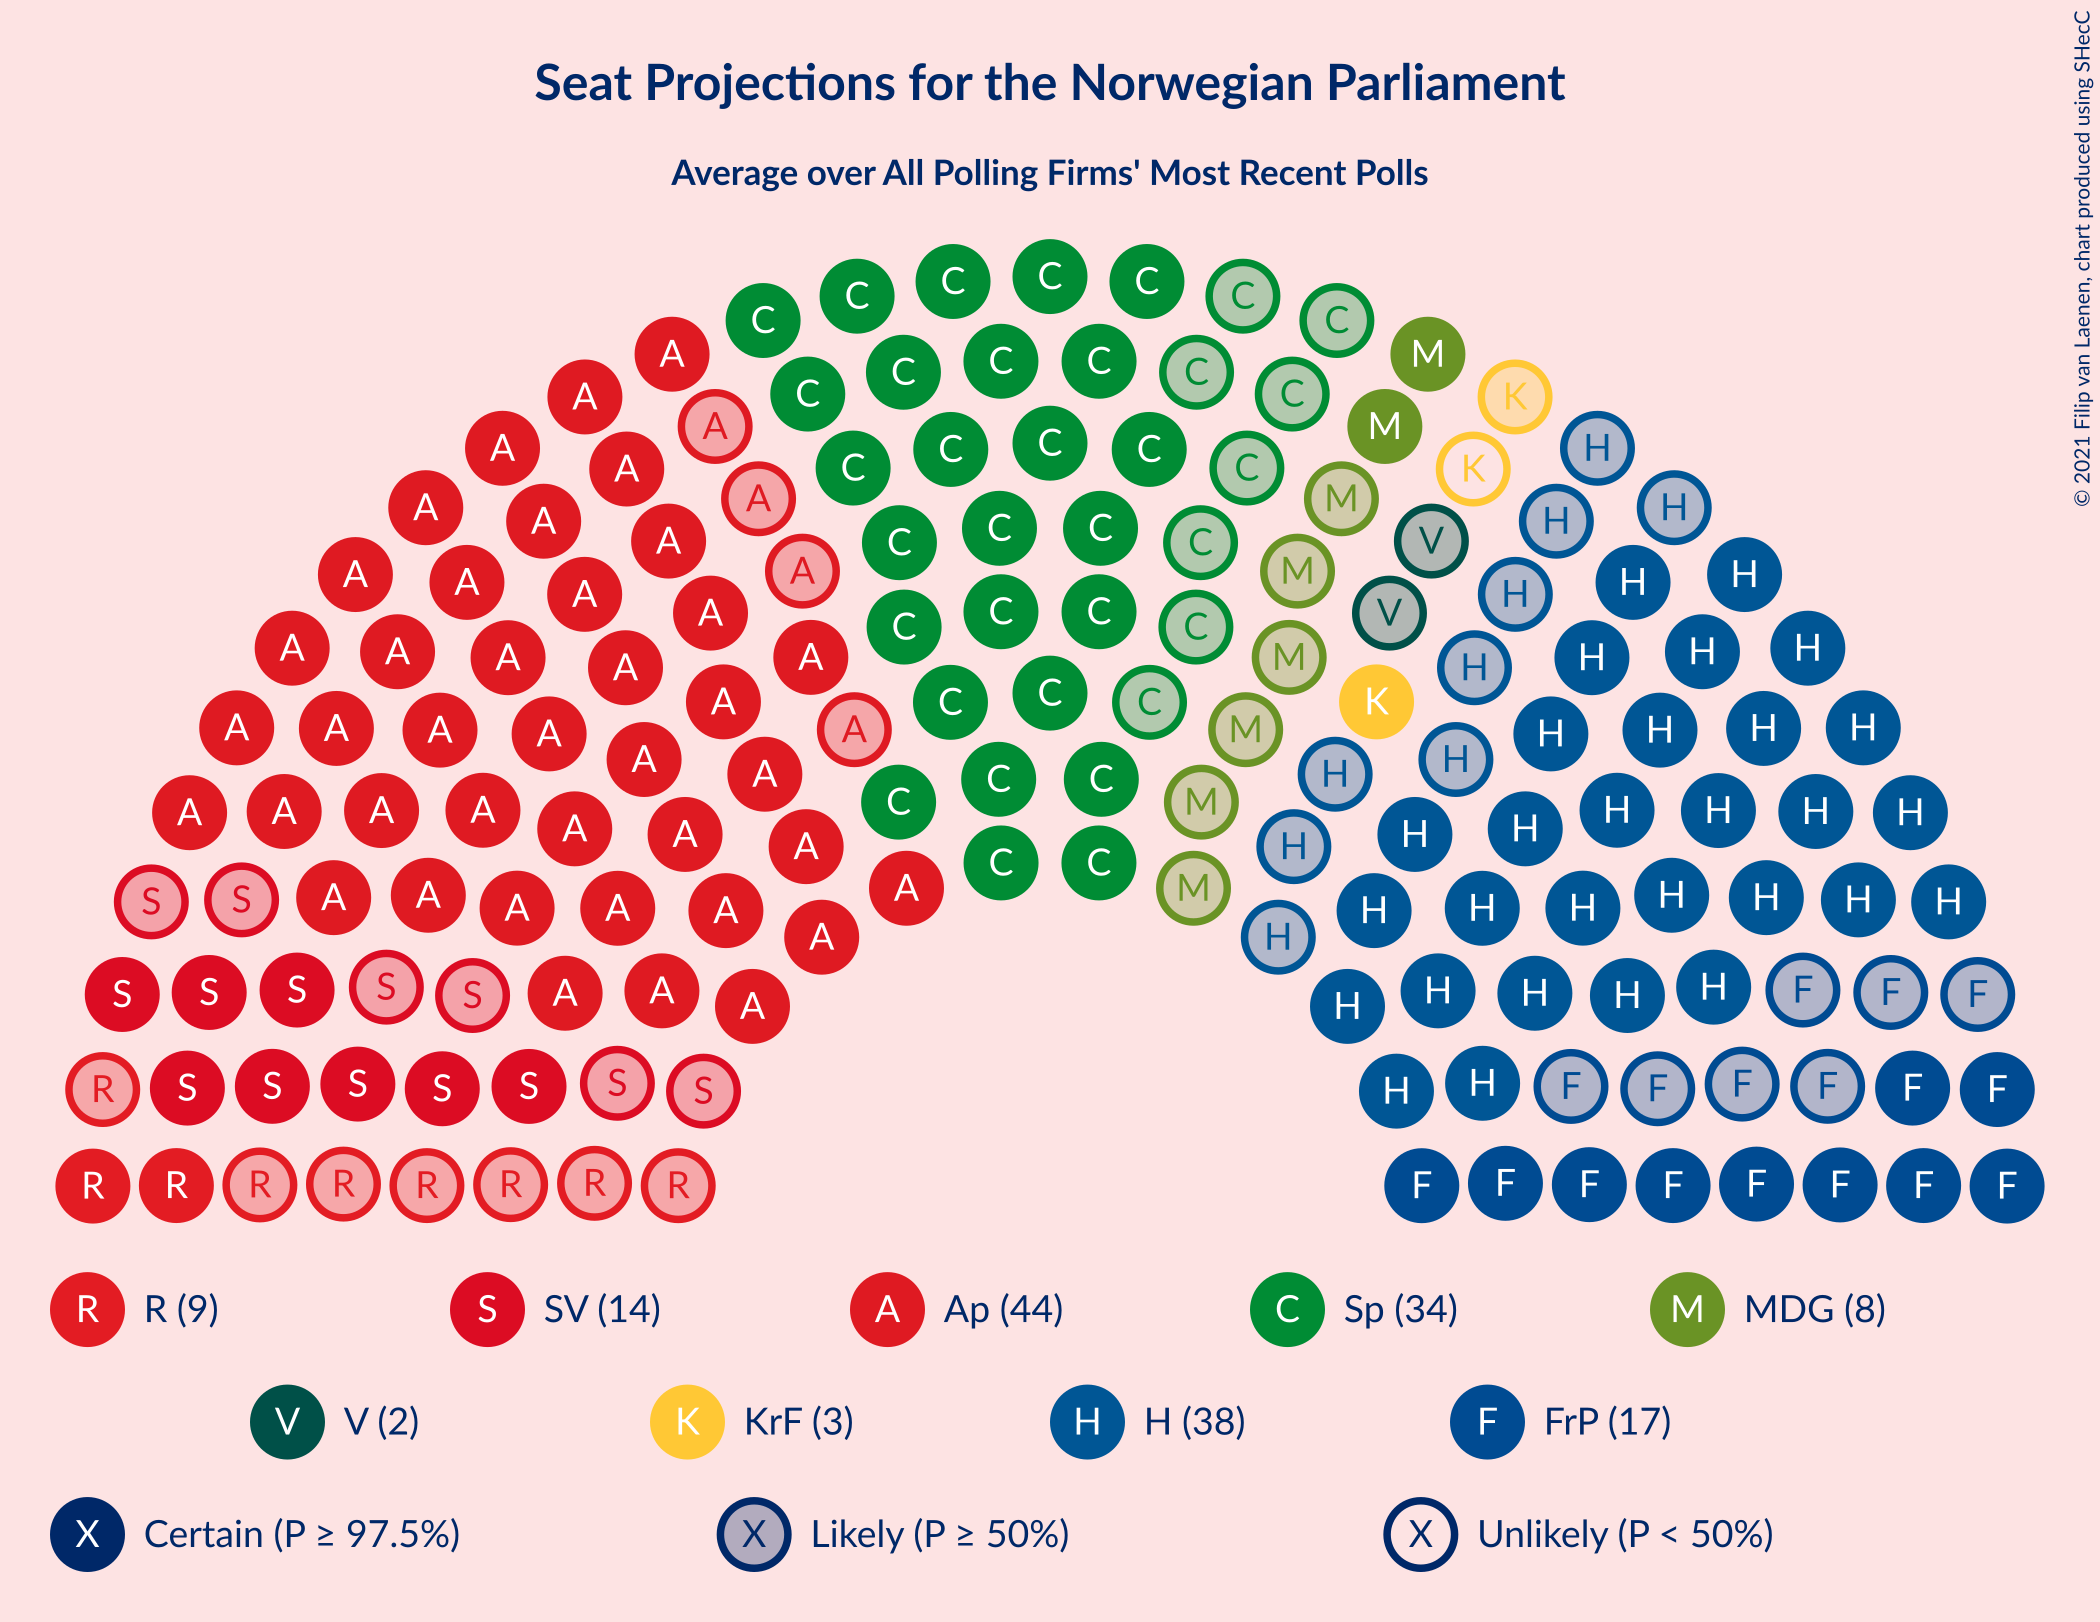 Seat Projections for the Norwegian Parliament
Average over All Polling Firms' Most Recent Polls
© 2021 Filip van Laenen, chart produced using SHecC
C C C C C C C
A A C C C C C C M K
A A A C C C C C M K H
A A A A C C C C M V H H
A A A A A C C C C M V H H H
A A A A A A C C C M K H H H H
A A A A A A A C C M H H H H H H
A A A A A A A C C C M H H H H H H H
S S A A A A A A A M H H H H H H H H
S S S S S A A A H H H H H F F F
R S S S S S S S H H F F F F F F
R R R R R R R R F F F F F F F F
R R (9) S SV (14) A Ap (44) C Sp (34) M MDG (8)
V V (2) K KrF (3) H H (38) F FrP (17)
X Certain (P ≥ 97.5%) X Likely (P ≥ 50%) X Unlikely (P < 50%)